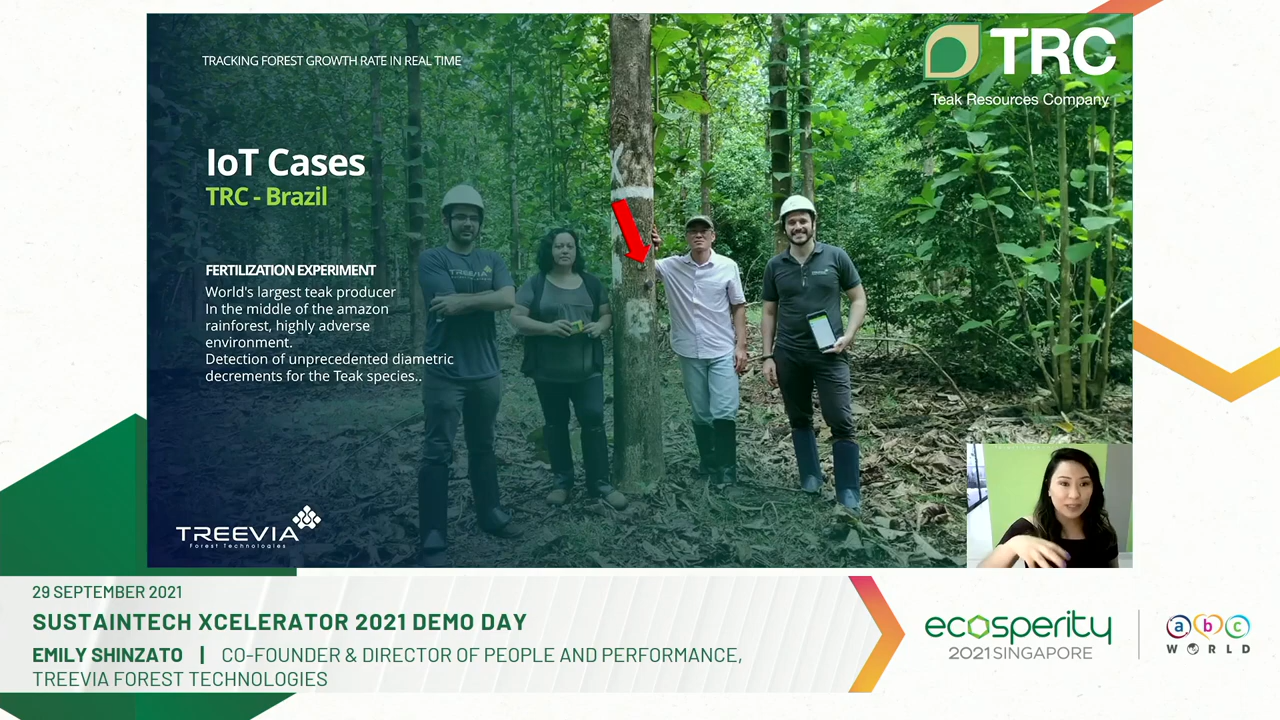 TRACKING FOREST GROWTH RATE IN REAL TIME
TRC
Teak Resources Company
IoT Cases
TRC - Brazil
FERTILIZATION EXPERIMENT
World's largest teak producer
In the middle of the amazon
rainforest, highly adverse
environment.
Detection of unprecedented diametric
decrements for the Teak species..
TREEVIA
TREEVIA
Forest Technologies
29 SEPTEMBER 2021
SUSTAINTECH XCELERATOR 2021 DEMO DAY
EMILY SHINZATO | CO-FOUNDER & DIRECTOR OF PEOPLE AND PERFORMANCE,
TREEVIA FOREST TECHNOLOGIES
ecosperity
2021 SINGAPORE
abc
WORLD